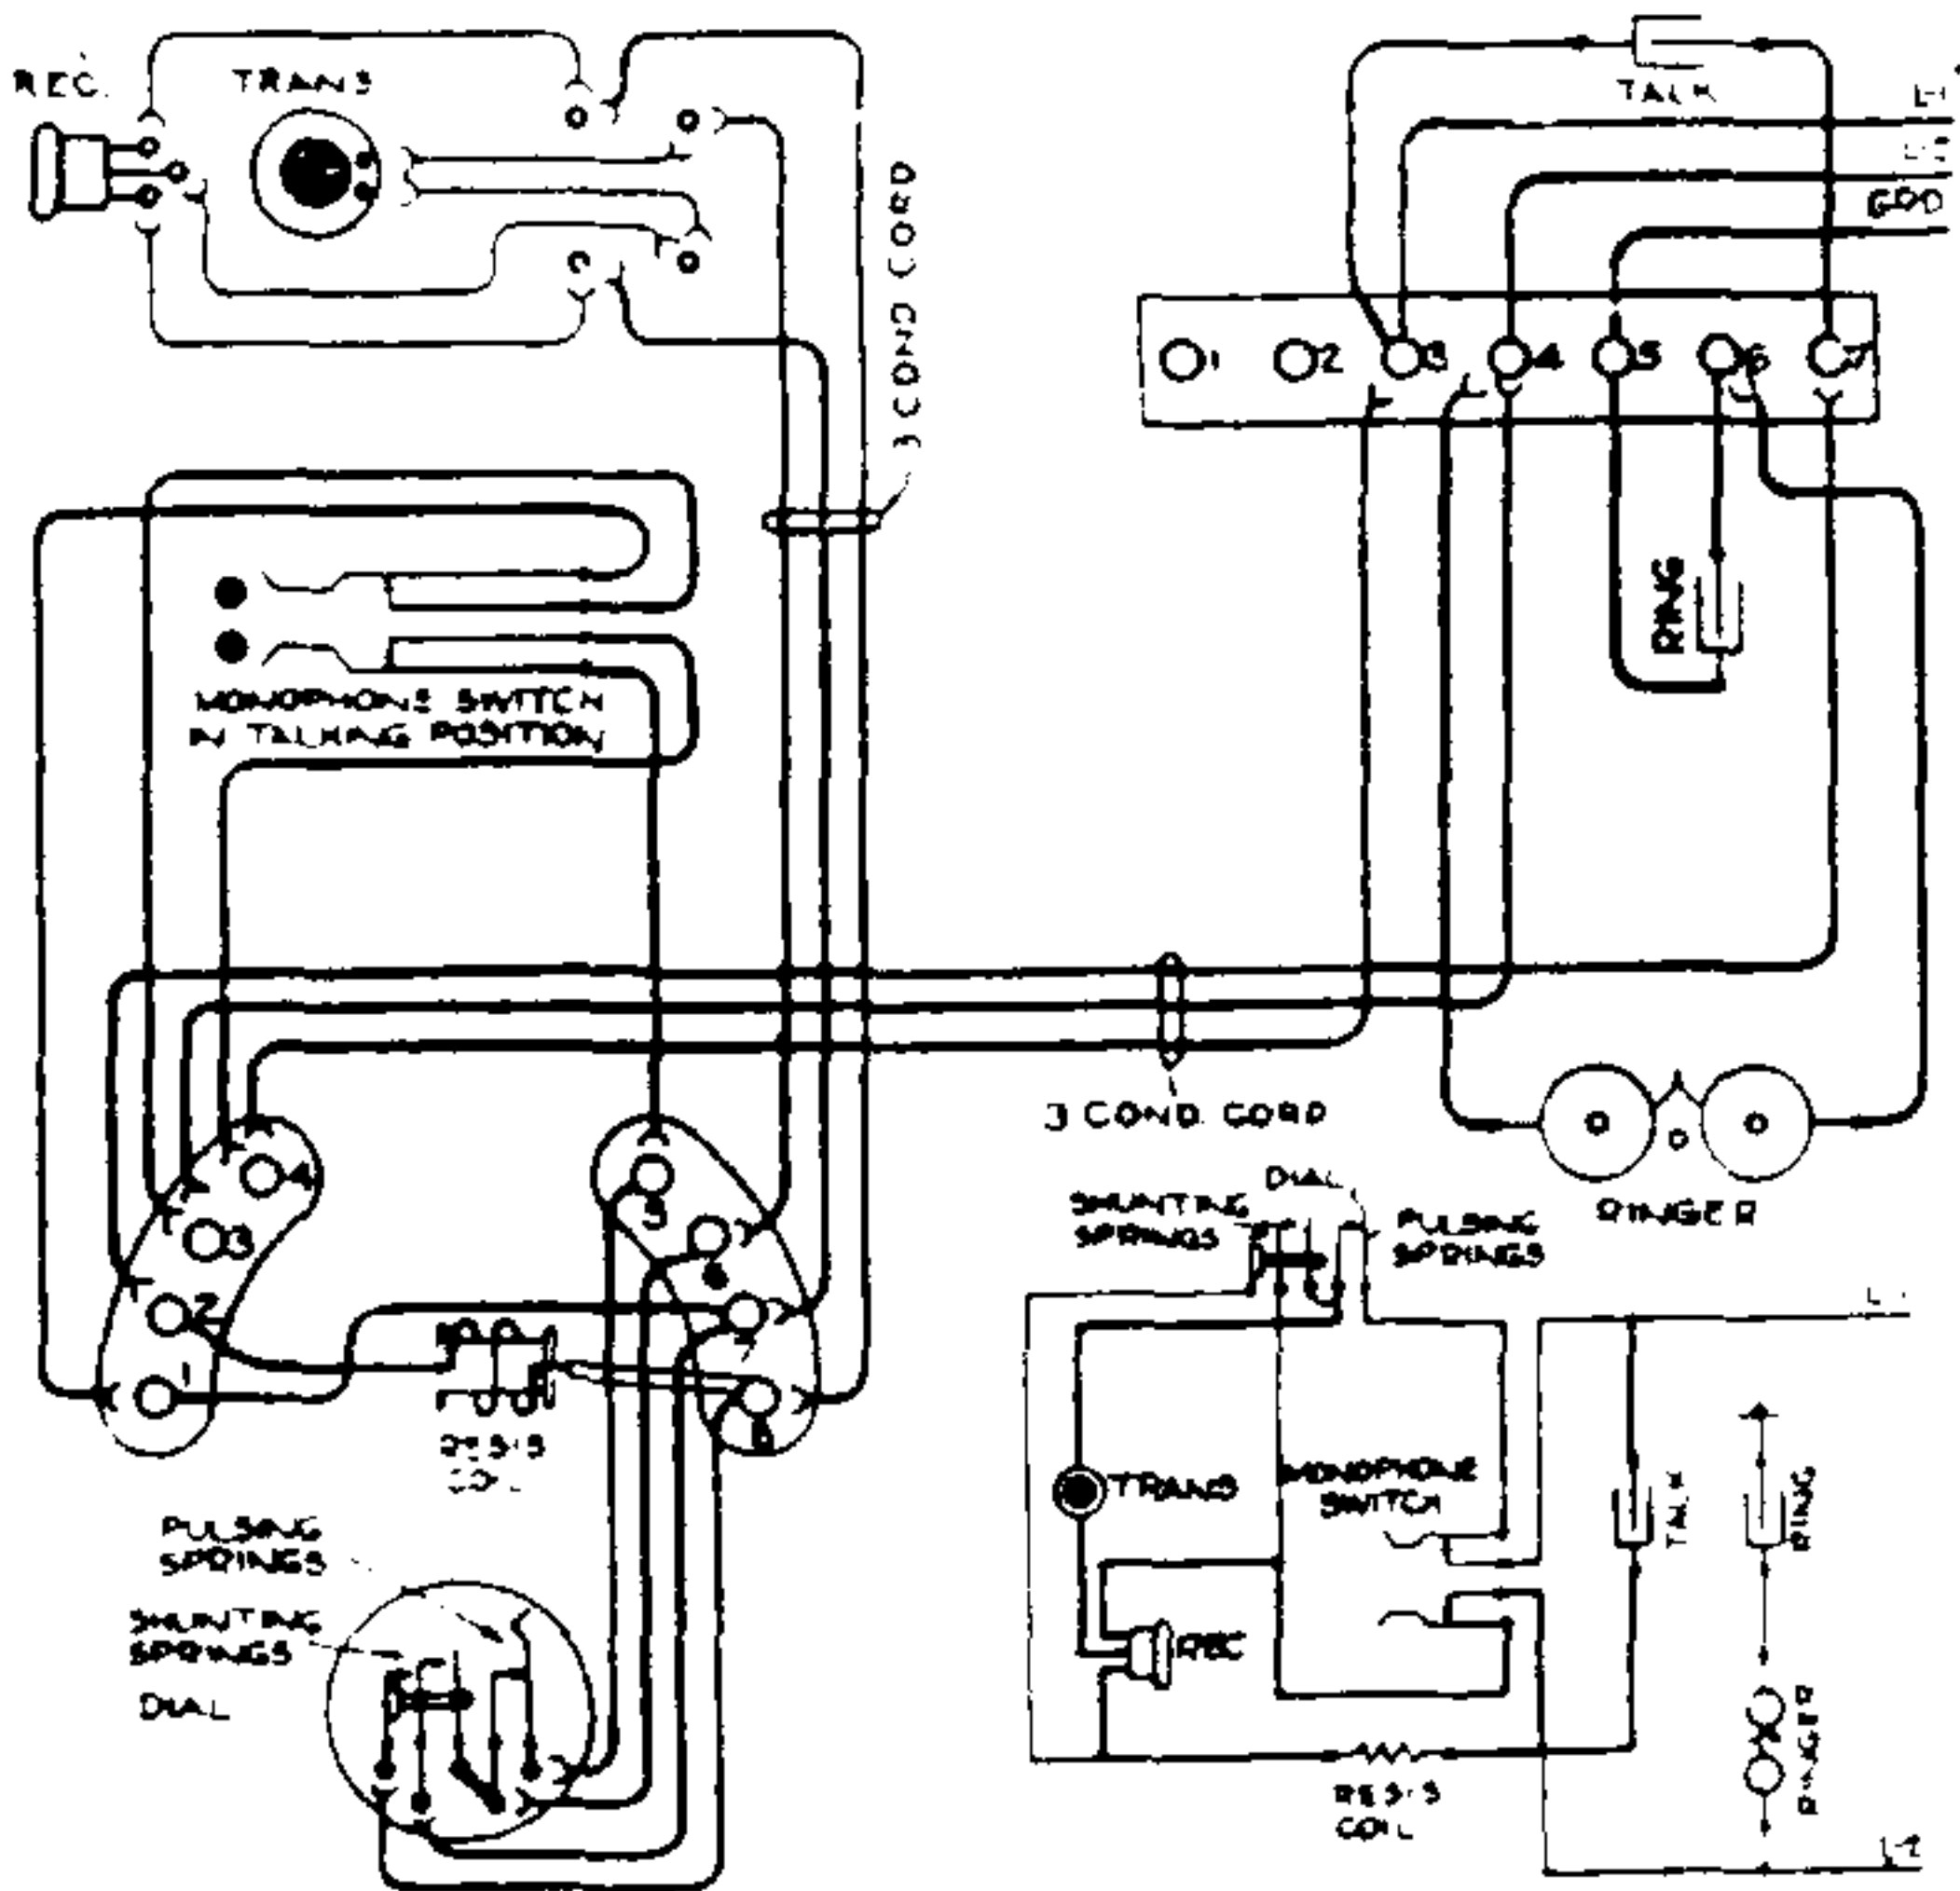 REC.
TRANS
TALK
L-1
GRD
3 COND CORD
1 2 3 4 5 6 7
RING
MONOPHONE SWITCH
IN TALKING POSITION
3 COND. CORD
RINGER
4
3
2
1
5
6
7
8
RESIS
COIL
PULSING
SPRINGS
SHUNTING
SPRINGS
DIAL
DIAL
SHUNTING
SPRINGS
PULSING
SPRINGS
TRANS
MONOPHONE
SWITCH
TALK
RING
REC
RINGER
RESIS
COIL
L-2